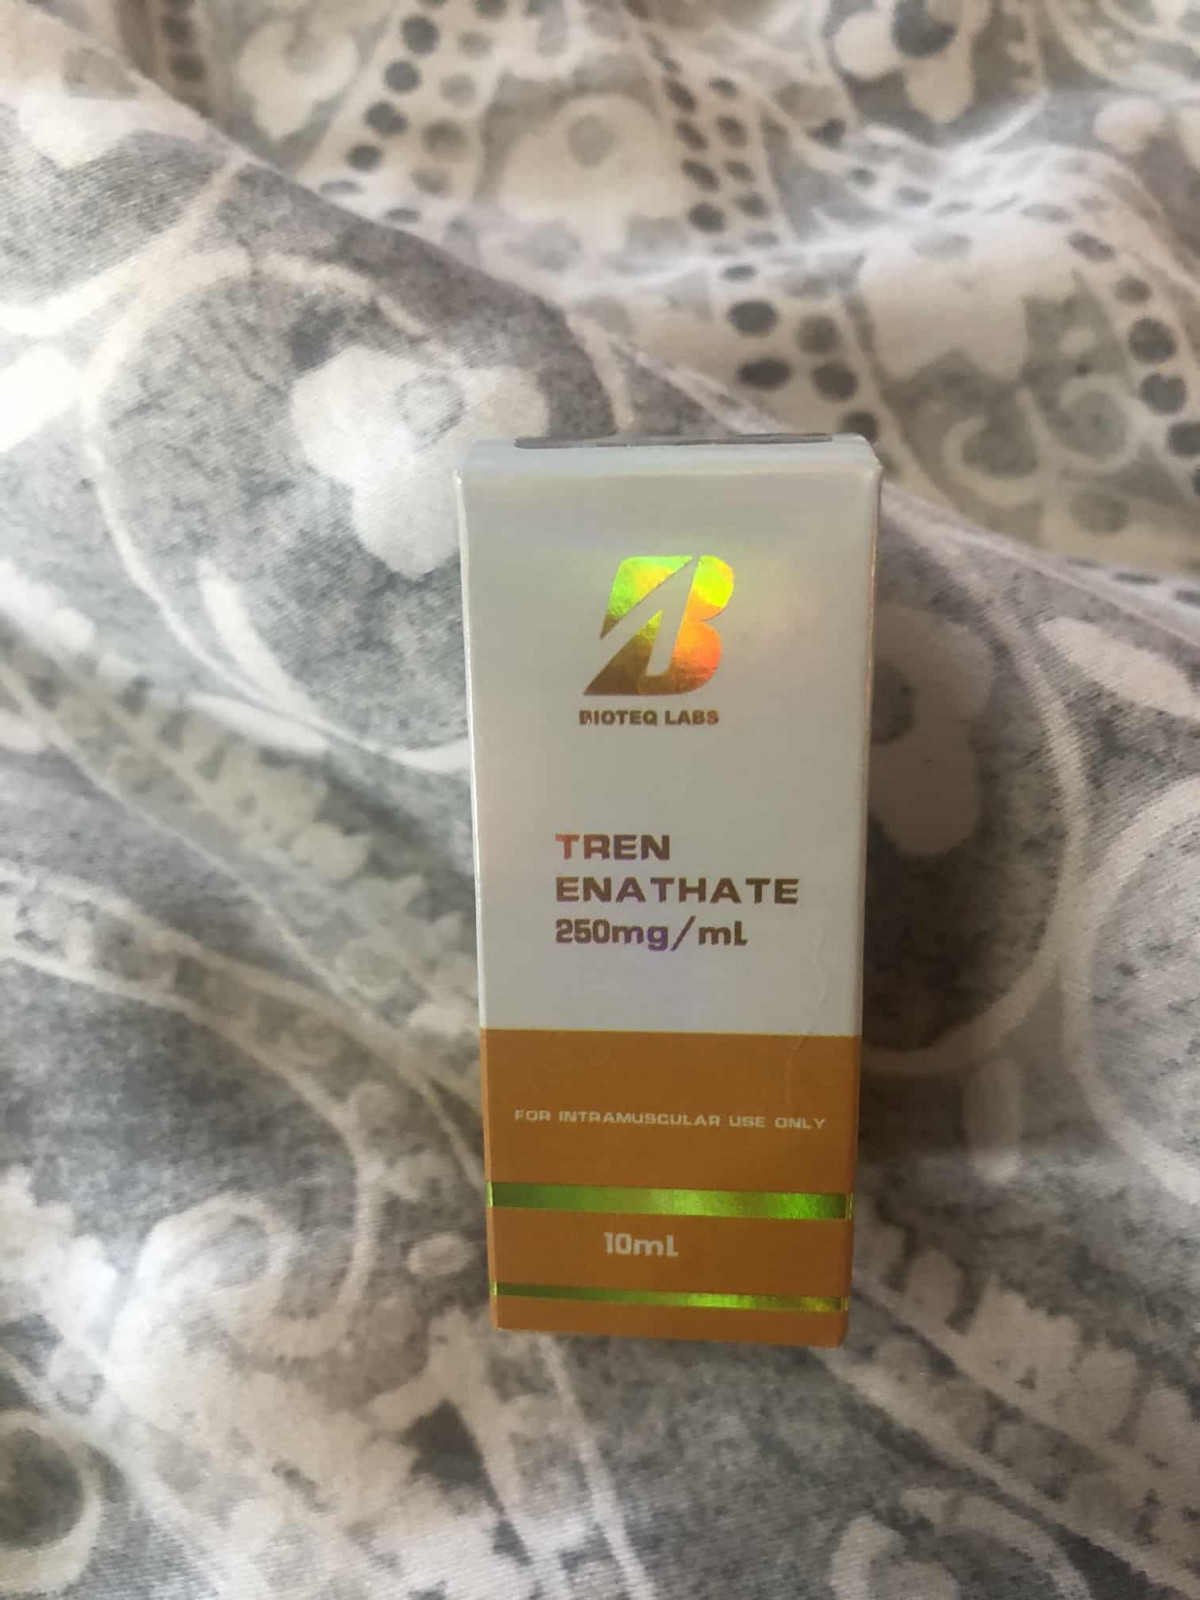 BIOTEQ LABS
TREN
ENATHATE
250mg/mL
FOR INTRAMUSCULAR USE ONLY
10mL